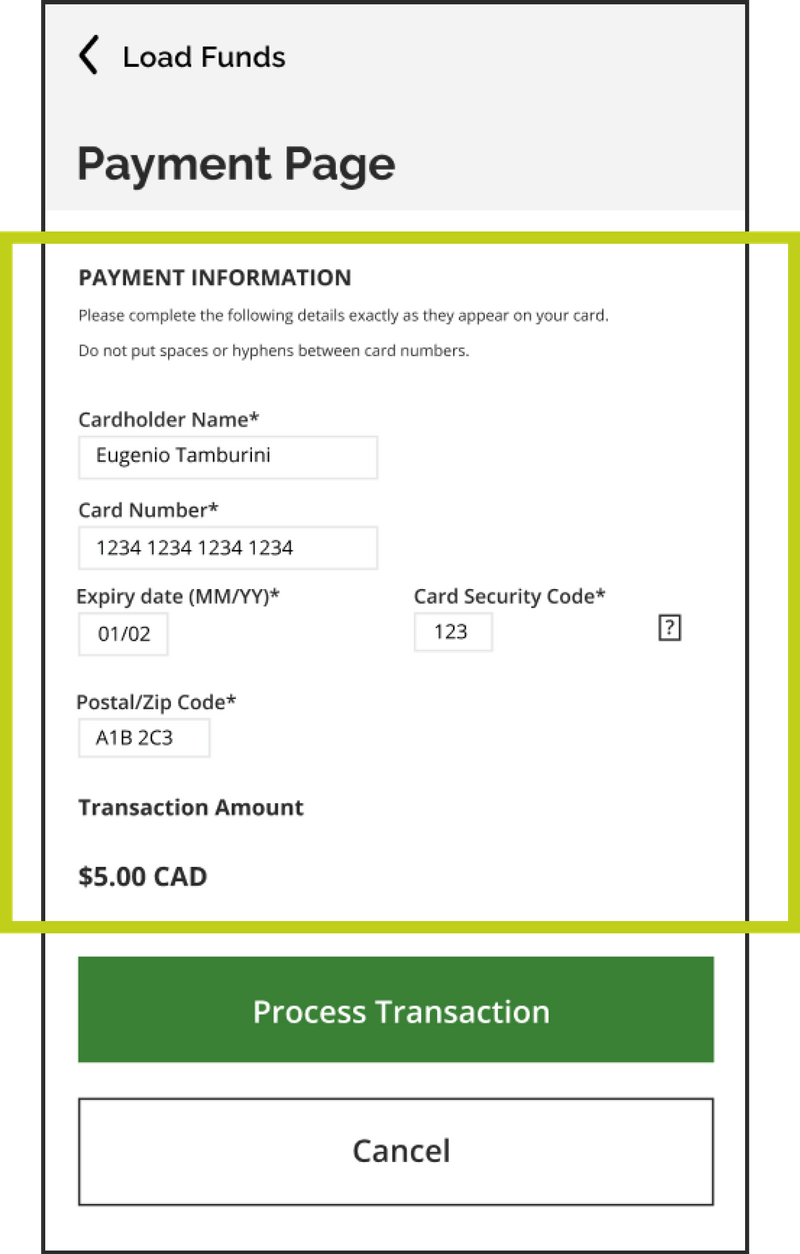 Load Funds
Payment Page
PAYMENT INFORMATION
Please complete the following details exactly as they appear on your card.
Do not put spaces or hyphens between card numbers.
Cardholder Name*
Eugenio Tamburini
Card Number*
1234 1234 1234 1234
Expiry date (MM/YY)* Card Security Code*
01/02 123 ?
Postal/Zip Code*
A1B 2C3
Transaction Amount
$5.00 CAD
Process Transaction
Cancel